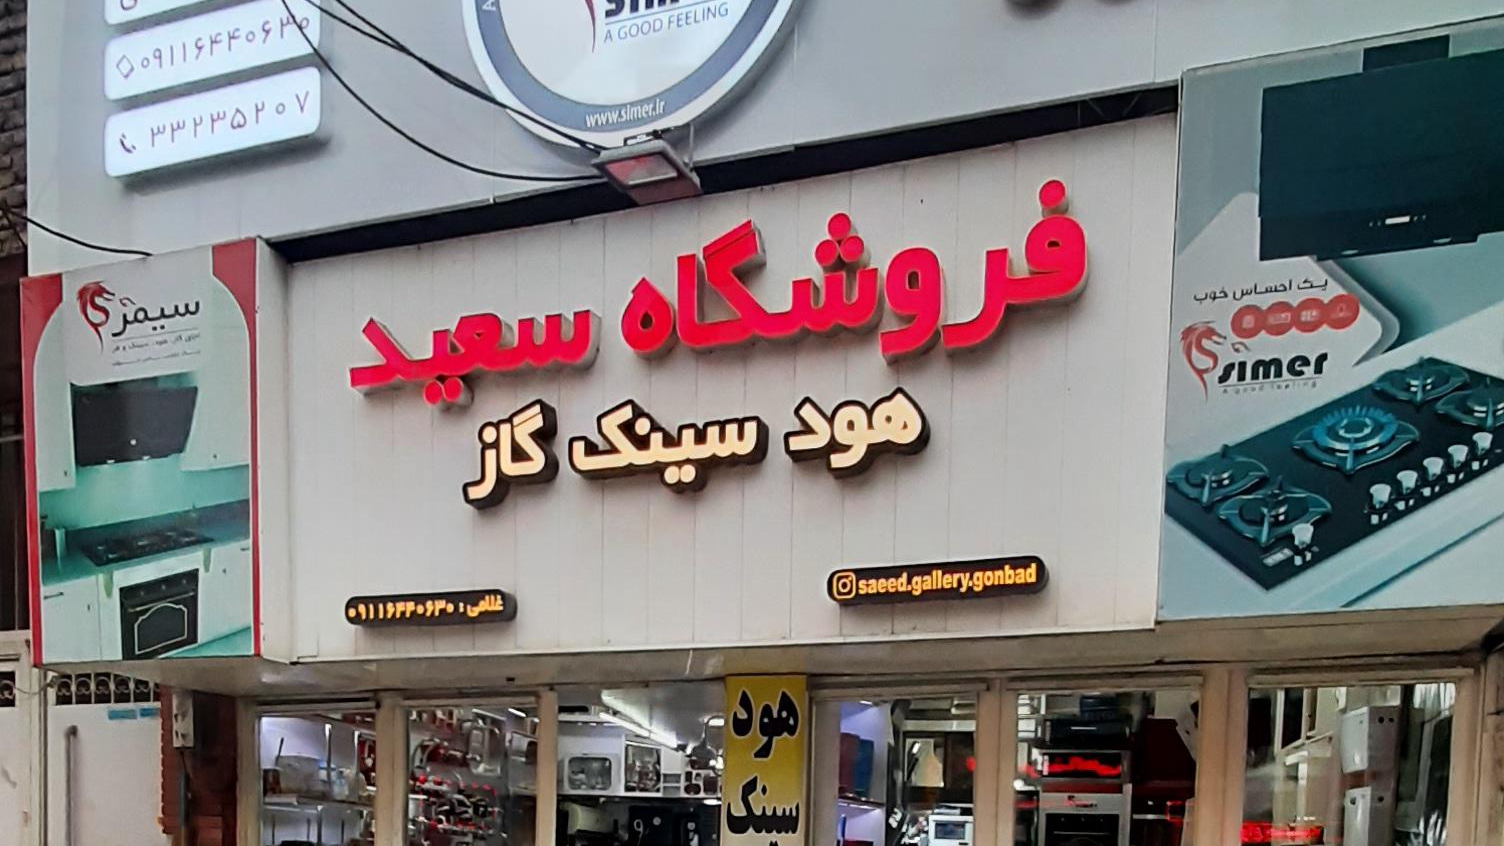 ۰۹۱۱۶۴۴۰۶۳۰
۳۳۲۳۵۲۰۷
A GOOD FEELING
www.simer.ir
فروشگاه سعید
هود سینک گاز
غلامی : ۰۹۱۱۶۴۴۰۶۳۰
saeed.gallery.gonbad
سیمر
یک احساس خوب
simer
A good feeling
هود
سینک